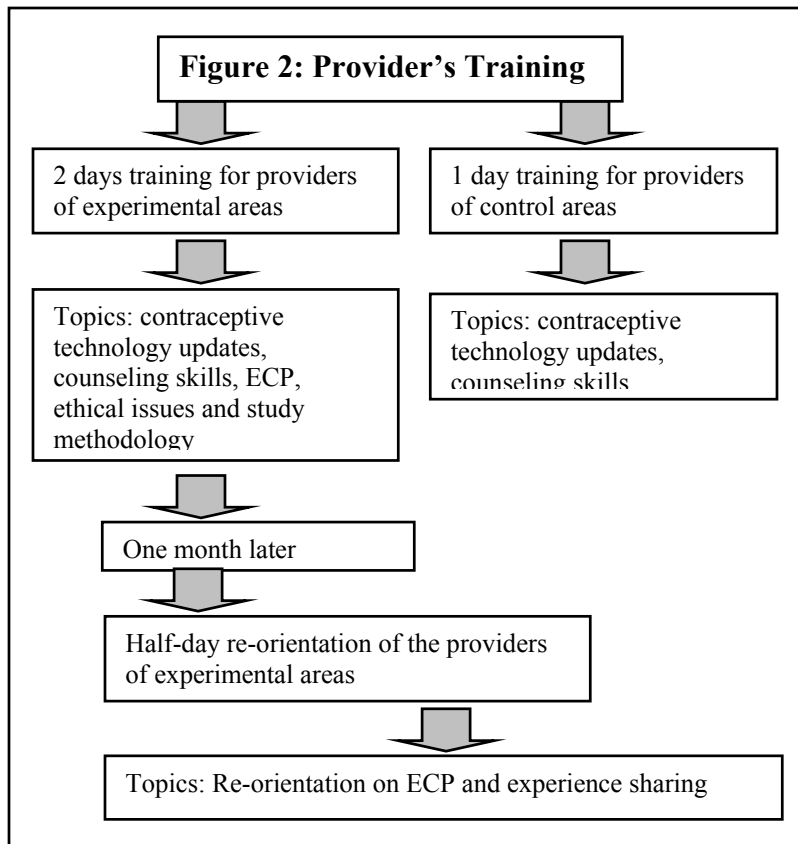 Figure 2: Provider's Training
2 days training for providers
of experimental areas
1 day training for providers
of control areas
Topics: contraceptive
technology updates,
counseling skills, ECP,
ethical issues and study
methodology
Topics: contraceptive
technology updates,
counseling skills
One month later
Half-day re-orientation of the providers
of experimental areas
Topics: Re-orientation on ECP and experience sharing